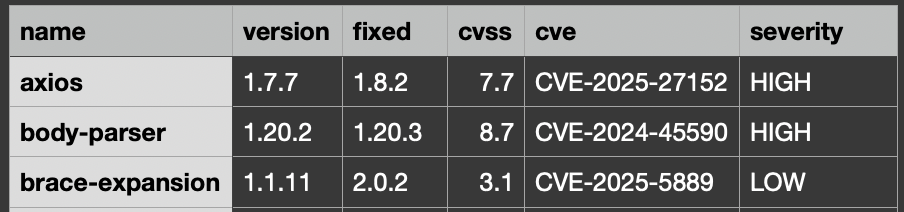 name version fixed cvss cve severity
axios 1.7.7 1.8.2 7.7 CVE-2025-27152 HIGH
body-parser 1.20.2 1.20.3 8.7 CVE-2024-45590 HIGH
brace-expansion 1.1.11 2.0.2 3.1 CVE-2025-5889 LOW